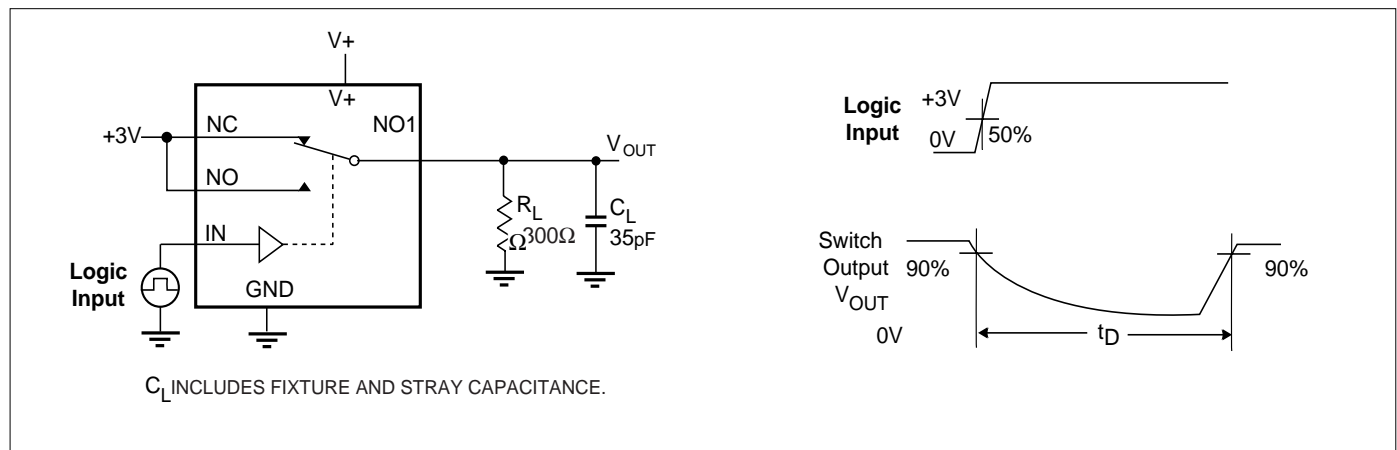 V+
V+
+3V
NC
NO1
NO
IN
GND
Logic
Input
VOUT
RL
Ω300Ω
CL
35pF
CL INCLUDES FIXTURE AND STRAY CAPACITANCE.
Logic
Input
+3V
0V
50%
Switch
Output
VOUT
90%
0V
90%
tD